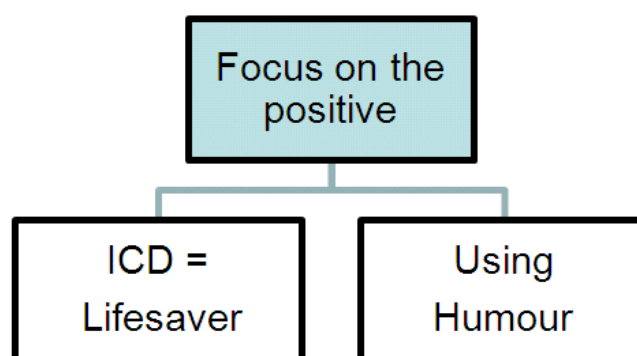 Focus on the
positive
ICD =
Lifesaver
Using
Humour